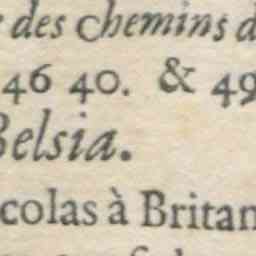 des chemins d
46 40. & 49
Belsia.
colas à Britan